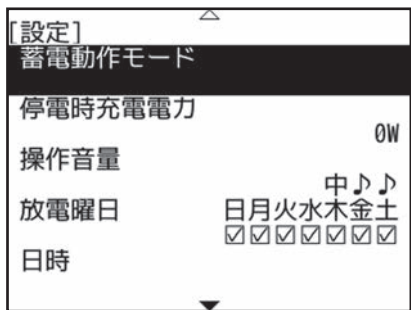 [設定]
蓄電動作モード
停電時充電電力
0W
操作音量
中♪♪
放電曜日 日月火水木金土
☑☑☑☑☑☑☑
日時